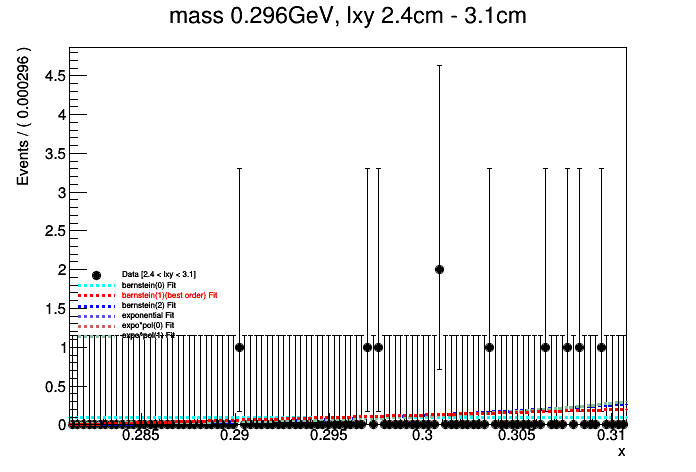 mass 0.296GeV, lxy 2.4cm - 3.1cm
Events / ( 0.000296 )
4.5
4
3.5
3
2.5
2
1.5
1
0.5
0
Data [2.4 < lxy < 3.1]
bernstein(0) Fit
bernstein(1)(best order) Fit
bernstein(2) Fit
exponential Fit
expo*pol(0) Fit
expo*pol(1) Fit
0.285 0.29 0.295 0.3 0.305 0.31
x